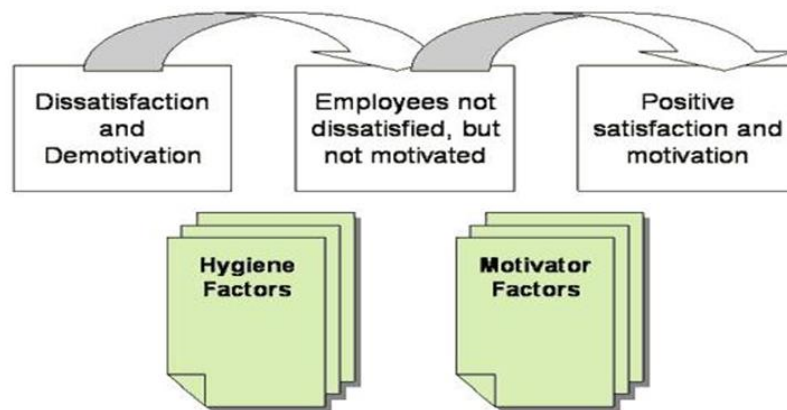 Dissatisfaction
and
Demotivation
Employees not
dissatisfied, but
not motivated
Positive
satisfaction and
motivation
Hygiene
Factors
Motivator
Factors